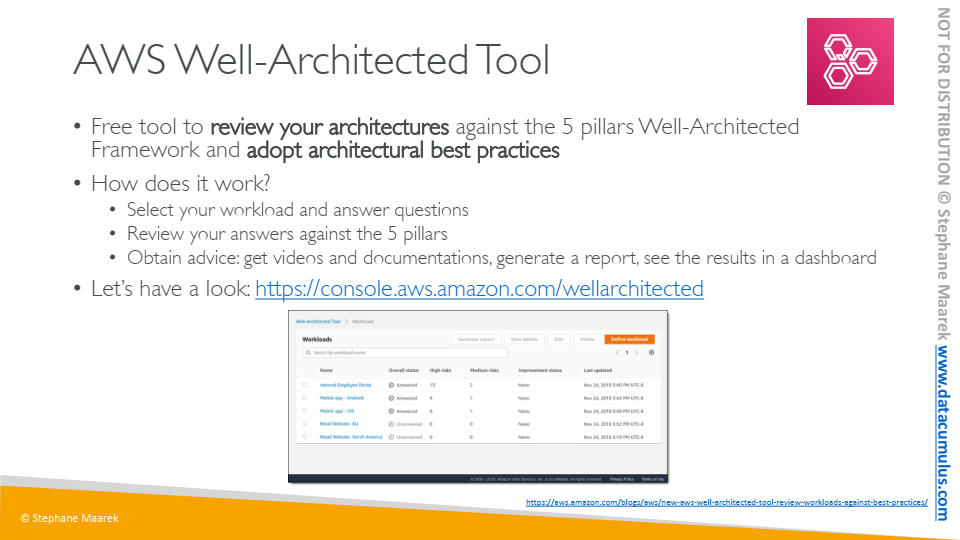 AWS Well-Architected Tool
• Free tool to review your architectures against the 5 pillars Well-Architected
Framework and adopt architectural best practices
• How does it work?
• Select your workload and answer questions
• Review your answers against the 5 pillars
• Obtain advice: get videos and documentations, generate a report, see the results in a dashboard
• Let's have a look: https://console.aws.amazon.com/wellarchitected
Well-Architected Tool > Workloads
Workloads Generate report View details Edit Delete Define workload
Search by workload name < 1 >
Name Overall status High risks Medium risks Improvement status Last updated
Internal Employee Portal Answered 13 2 None Nov 24, 2018 3:40 PM UTC-8
Mobile app - Android Answered 9 1 None Nov 24, 2018 3:43 PM UTC-8
Mobile app - iOS Answered 0 1 None Nov 24, 2018 3:48 PM UTC-8
Retail Website- EU Unanswered 0 0 None Nov 24, 2018 3:52 PM UTC-8
Retail Website- North America Unanswered 0 0 None Nov 24, 2018 3:19 PM UTC-8
© 2008 - 2018, Amazon Web Services, Inc. or its affiliates. All rights reserved. Privacy Policy Terms of Use
https://aws.amazon.com/blogs/aws/new-aws-well-architected-tool-review-workloads-against-best-practices/
© Stephane Maarek
NOT FOR DISTRIBUTION © Stephane Maarek www.datacumulus.com